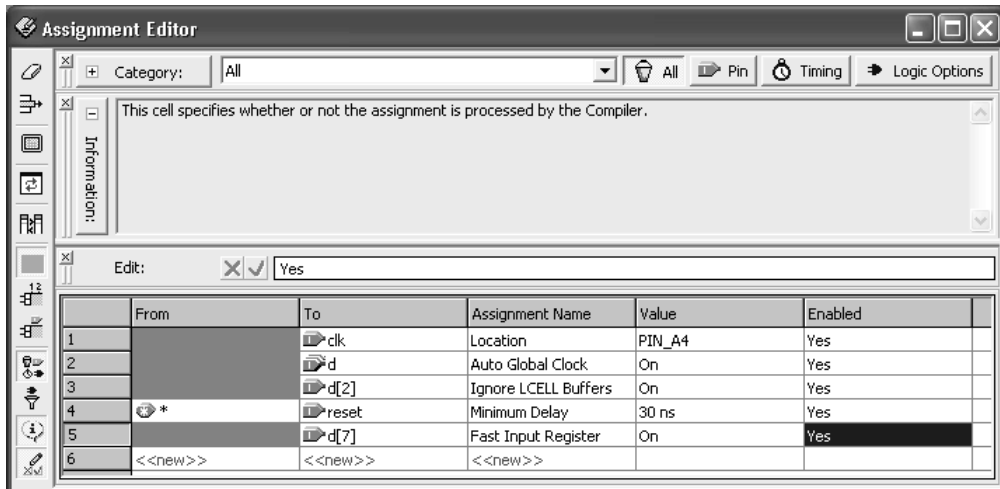 Assignment Editor
Category: All All Pin Timing Logic Options
This cell specifies whether or not the assignment is processed by the Compiler.
Information:
Edit: Yes
From To Assignment Name Value Enabled
1 clk Location PIN_A4 Yes
2 d Auto Global Clock On Yes
3 d[2] Ignore LCELL Buffers On Yes
4 * reset Minimum Delay 30 ns Yes
5 d[7] Fast Input Register On Yes
6 <<new>> <<new>> <<new>>
12